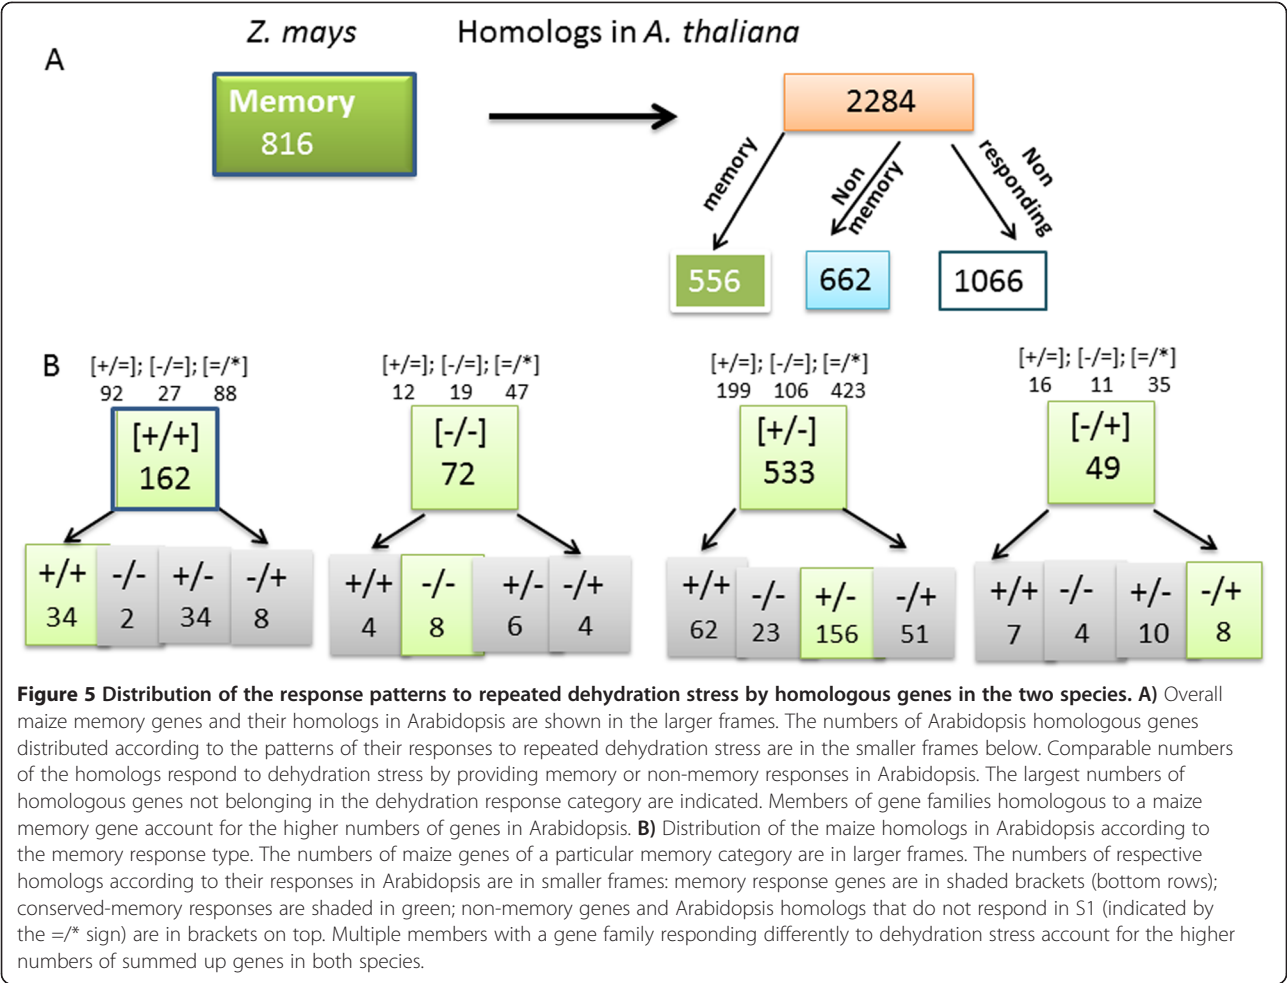 Z. mays
Homologs in A. thaliana
A
Memory
816
2284
memory
Non
memory
Non
responding
556
662
1066
B
[+/=]; [-/=]; [=/*]
92 27 88
[+/+]
162
+/+
34
-/-
2
+/-
34
-/+
8
[+/=]; [-/=]; [=/*]
12 19 47
[-/-]
72
+/+
4
-/-
8
+/-
6
-/+
4
[+/=]; [-/=]; [=/*]
199 106 423
[+/-]
533
+/+
62
-/-
23
+/-
156
-/+
51
[+/=]; [-/=]; [=/*]
16 11 35
[-/+]
49
+/+
7
-/-
4
+/-
10
-/+
8
Figure 5 Distribution of the response patterns to repeated dehydration stress by homologous genes in the two species. A) Overall
maize memory genes and their homologs in Arabidopsis are shown in the larger frames. The numbers of Arabidopsis homologous genes
distributed according to the patterns of their responses to repeated dehydration stress are in the smaller frames below. Comparable numbers
of the homologs respond to dehydration stress by providing memory or non-memory responses in Arabidopsis. The largest numbers of
homologous genes not belonging in the dehydration response category are indicated. Members of gene families homologous to a maize
memory gene account for the higher numbers of genes in Arabidopsis. B) Distribution of the maize homologs in Arabidopsis according to
the memory response type. The numbers of maize genes of a particular memory category are in larger frames. The numbers of respective
homologs according to their responses in Arabidopsis are in smaller frames: memory response genes are in shaded brackets (bottom rows);
conserved-memory responses are shaded in green; non-memory genes and Arabidopsis homologs that do not respond in S1 (indicated by
the =/* sign) are in brackets on top. Multiple members with a gene family responding differently to dehydration stress account for the higher
numbers of summed up genes in both species.